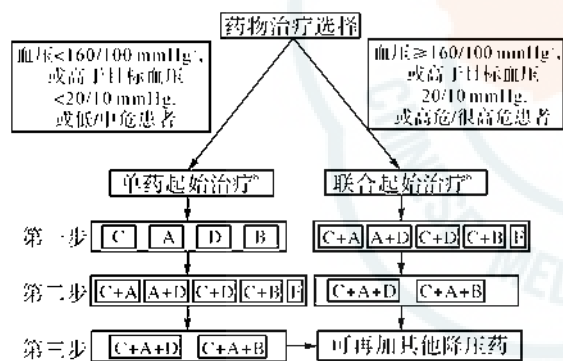 药物治疗选择
血压<160/100 mmHg,
或高于目标血压
<20/10 mmHg,
或低/中危患者
血压≥160/100 mmHg,
或高于目标血压
20/10 mmHg,
或高危/很高危患者
单药起始治疗 联合起始治疗
第一步 C A D B C+A A+D C+D C+B F
第二步 C+A A+D C+D C+B F C+A+D C+A+B
第三步 C+A+D C+A+B 可再加其他降压药